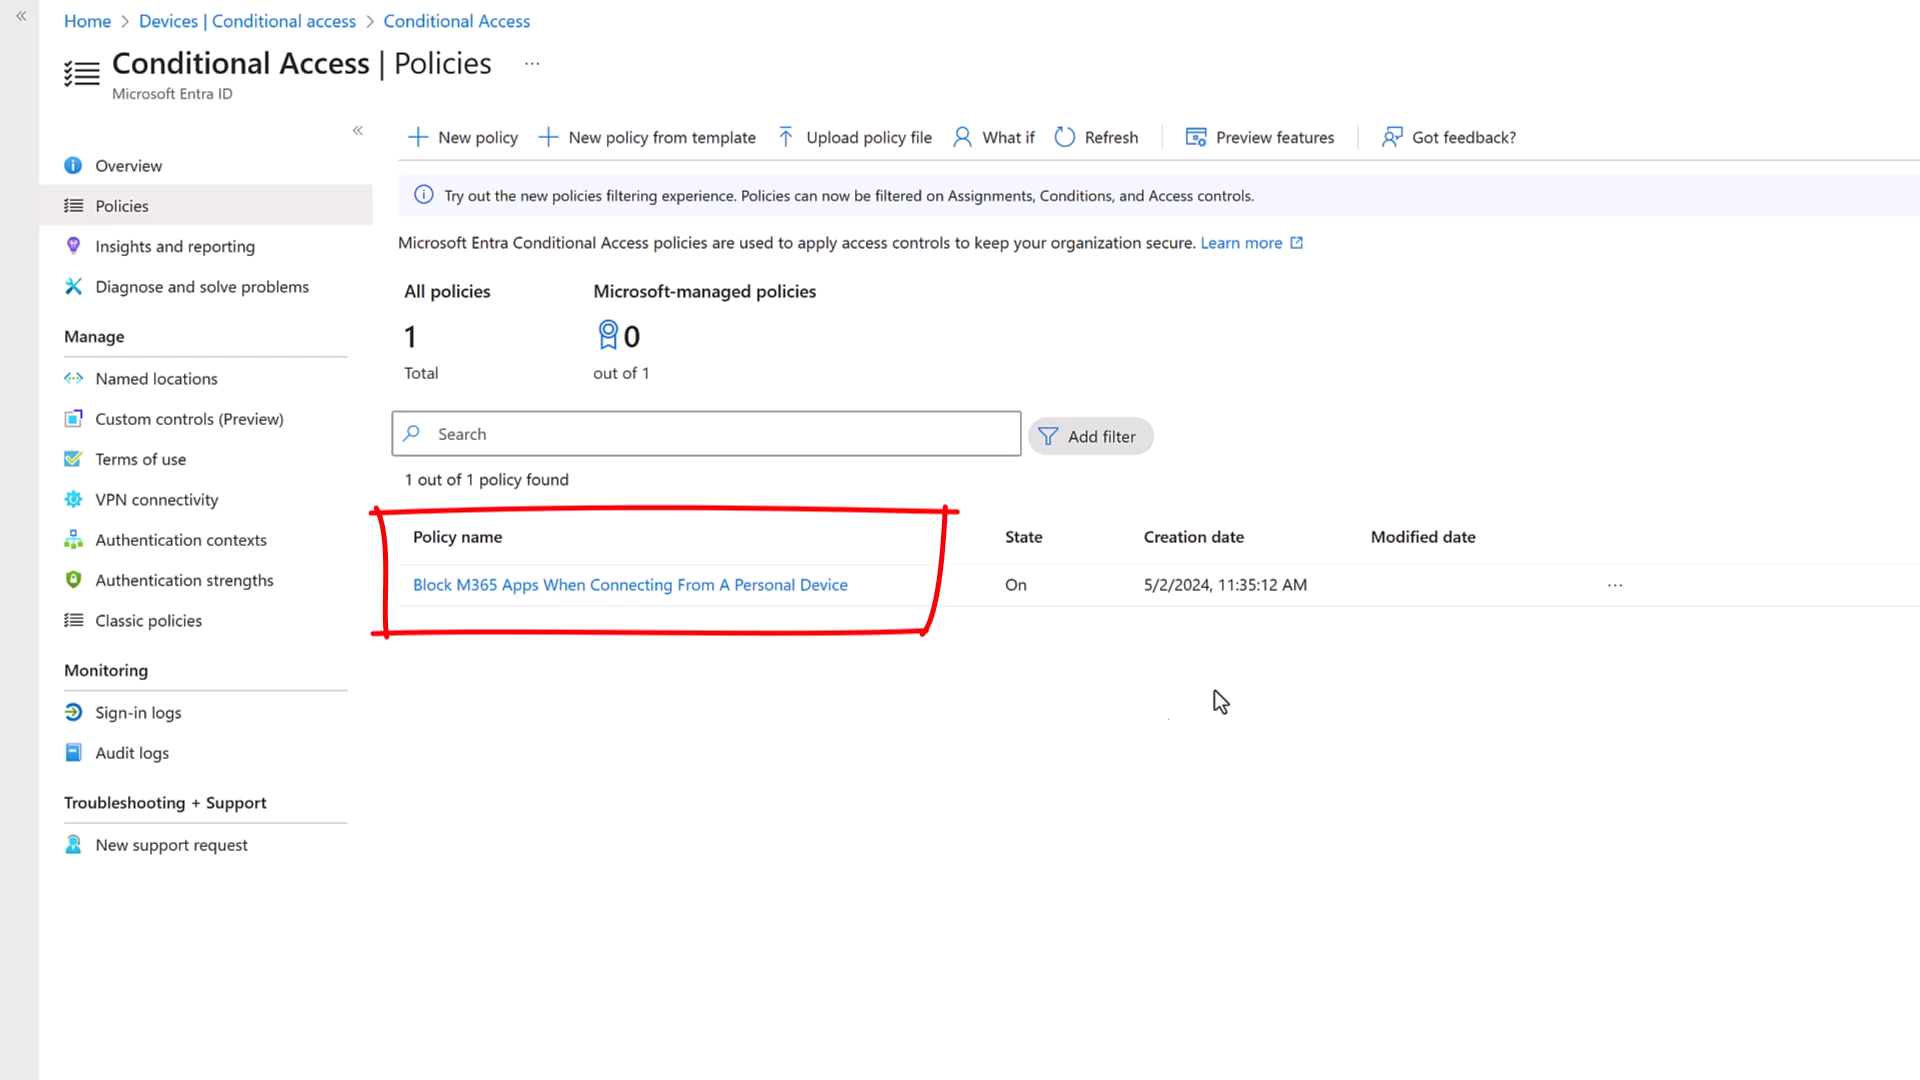 Home > Devices | Conditional access > Conditional Access
Conditional Access | Policies ...
Microsoft Entra ID
New policy New policy from template Upload policy file What if Refresh Preview features Got feedback?
Overview
Policies
Insights and reporting
Diagnose and solve problems
Manage
Named locations
Custom controls (Preview)
Terms of use
VPN connectivity
Authentication contexts
Authentication strengths
Classic policies
Monitoring
Sign-in logs
Audit logs
Troubleshooting + Support
New support request
Try out the new policies filtering experience. Policies can now be filtered on Assignments, Conditions, and Access controls.
Microsoft Entra Conditional Access policies are used to apply access controls to keep your organization secure. Learn more
All policies Microsoft-managed policies
1 0
Total out of 1
Search Add filter
1 out of 1 policy found
Policy name State Creation date Modified date
Block M365 Apps When Connecting From A Personal Device On 5/2/2024, 11:35:12 AM ...